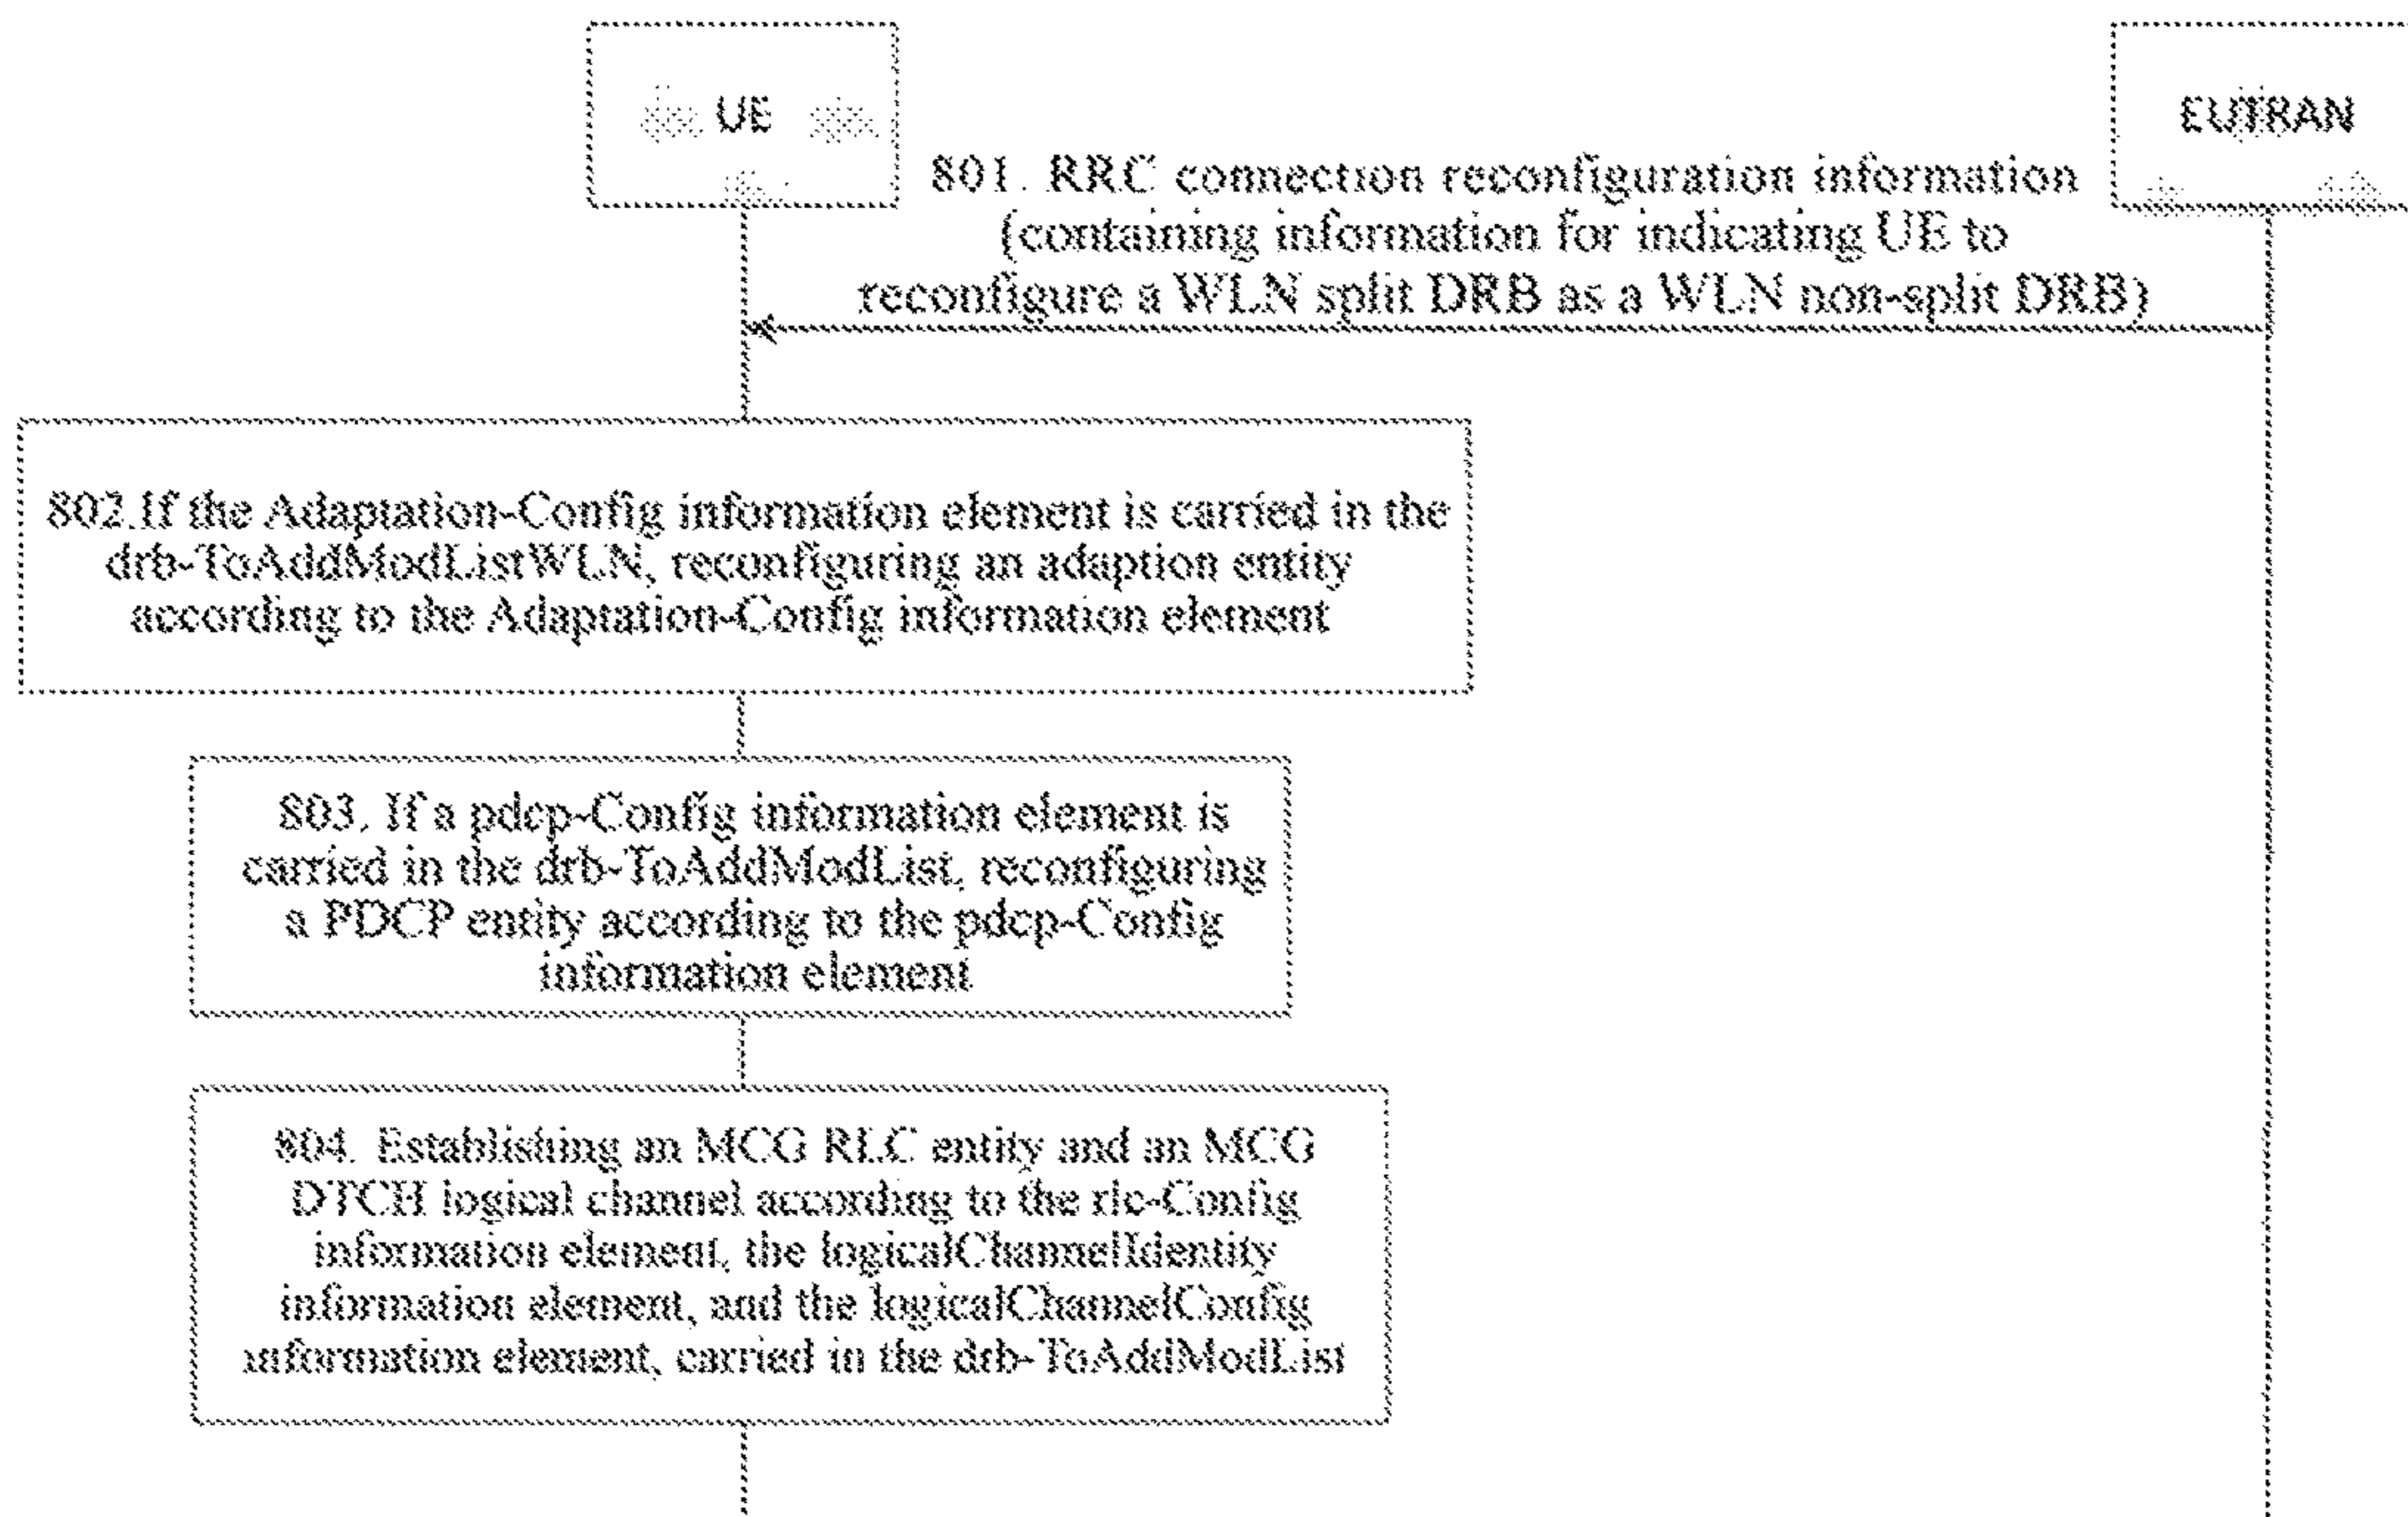 UE
EUTRAN
801. RRC connection reconfiguration information
(containing information for indicating UE to
reconfigure a WLN split DRB as a WLN non-split DRB)
802.If the Adaptation-Config information element is carried in the
drb-ToAddModListWLN, reconfiguring an adaption entity
according to the Adaptation-Config information element
803. If a pdcp-Config information element is
carried in the drb-ToAddModList, reconfiguring
a PDCP entity according to the pdcp-Config
information element
804. Establishing an MCG RLC entity and an MCG
DTCH logical channel according to the rlc-Config
information element, the logicalChannelIdentity
information element, and the logicalChannelConfig
information element, carried in the drb-ToAddModList